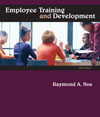 Employee Training
and Development
Raymond A. Noe